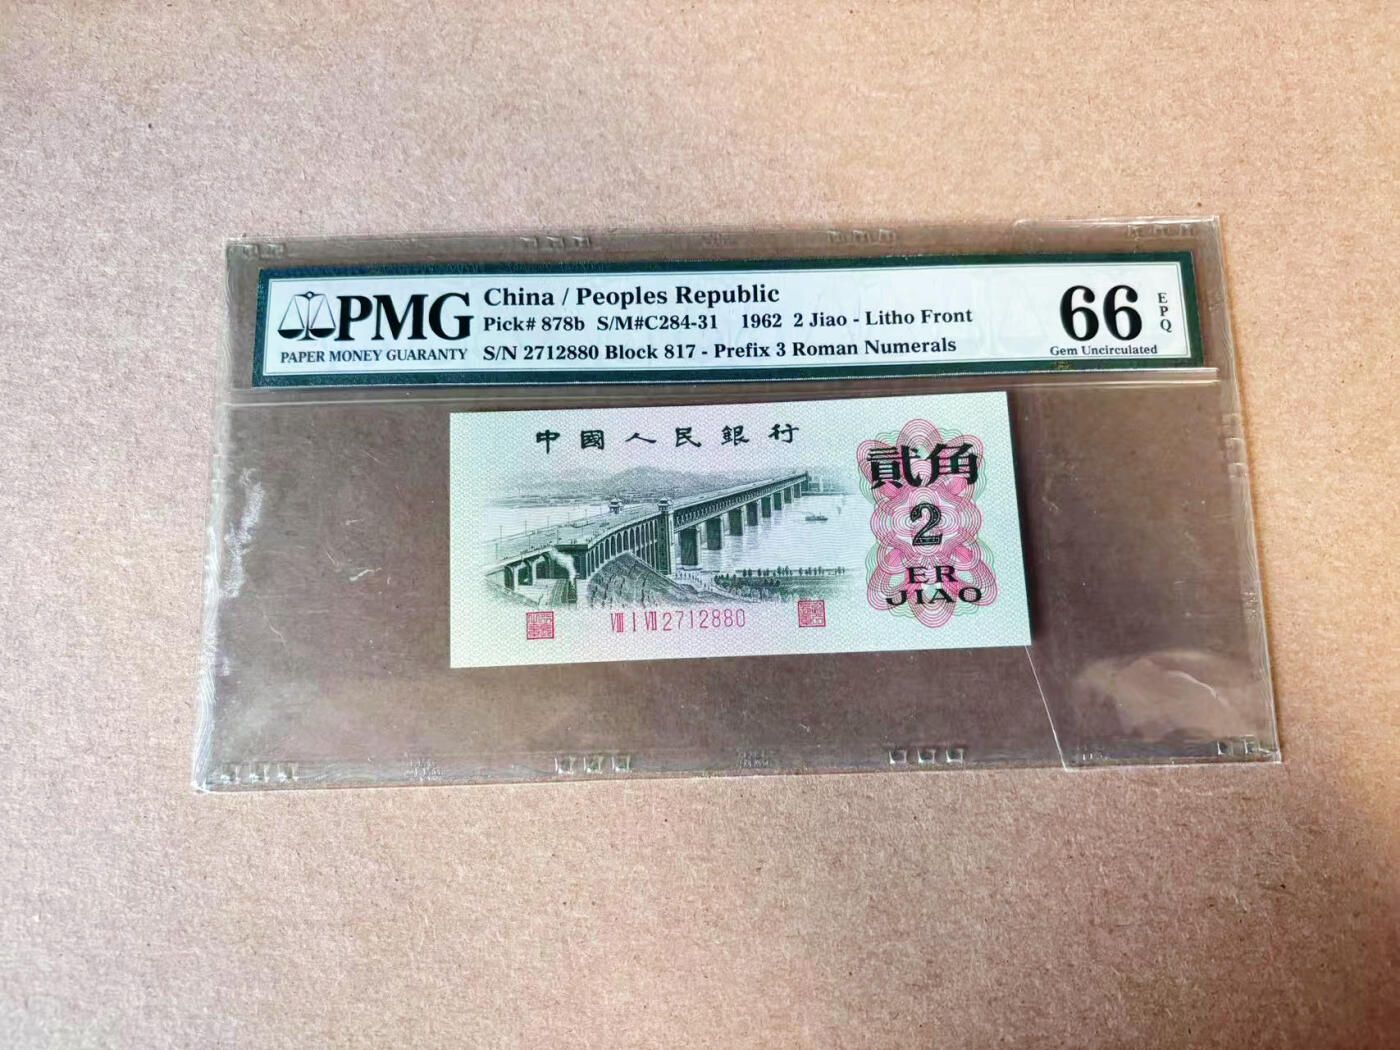 PMG
PAPER MONEY GUARANTY
China / Peoples Republic
Pick# 878b S/M#C284-31 1962 2 Jiao - Litho Front
S/N 2712880 Block 817 - Prefix 3 Roman Numerals
66
EPQ
Gem Uncirculated
中國人民銀行
貳角
2
ER
JIAO
VIII I VII 2712880